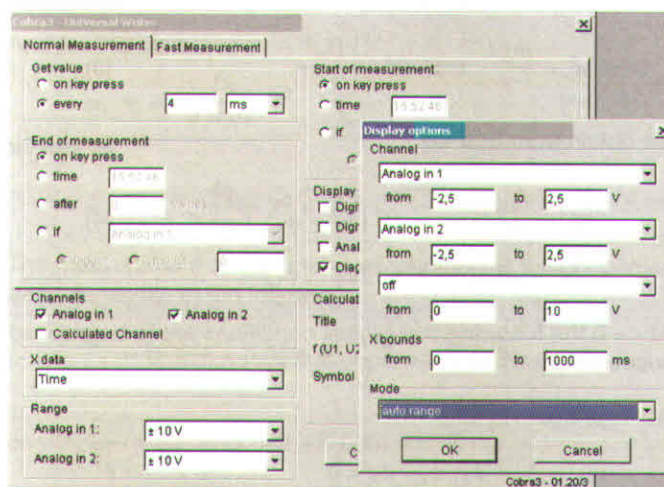 Cobra3 - Universal Writer
Normal Measurement Fast Measurement
Get value
on key press
every 4 ms
End of measurement
on key press
time 15:52:46
after 0
if Analog in 1
Start of measurement
on key press
time 15:52:46
if
Display
Digi
Digi
Anal
Diag
Channels
Analog in 1 Analog in 2
Calculated Channel
X data
Time
Range
Analog in 1: ± 10 V
Analog in 2: ± 10 V
Calculat
Title
f (U1, U2
Symbol
C
Display options
Channel
Analog in 1
from -2,5 to 2,5 V
Analog in 2
from -2,5 to 2,5 V
off
from 0 to 10 V
X bounds
from 0 to 1000 ms
Mode
auto range
OK Cancel
Cobra3 - 01.20/3